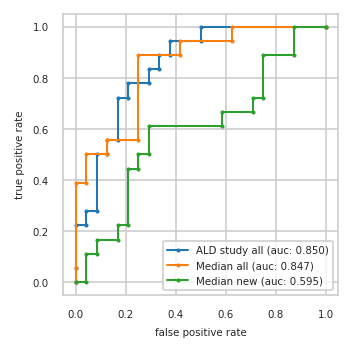 1.0
0.8
0.6
0.4
0.2
0.0
true positive rate
ALD study all (auc: 0.850)
Median all (auc: 0.847)
Median new (auc: 0.595)
0.0 0.2 0.4 0.6 0.8 1.0
false positive rate